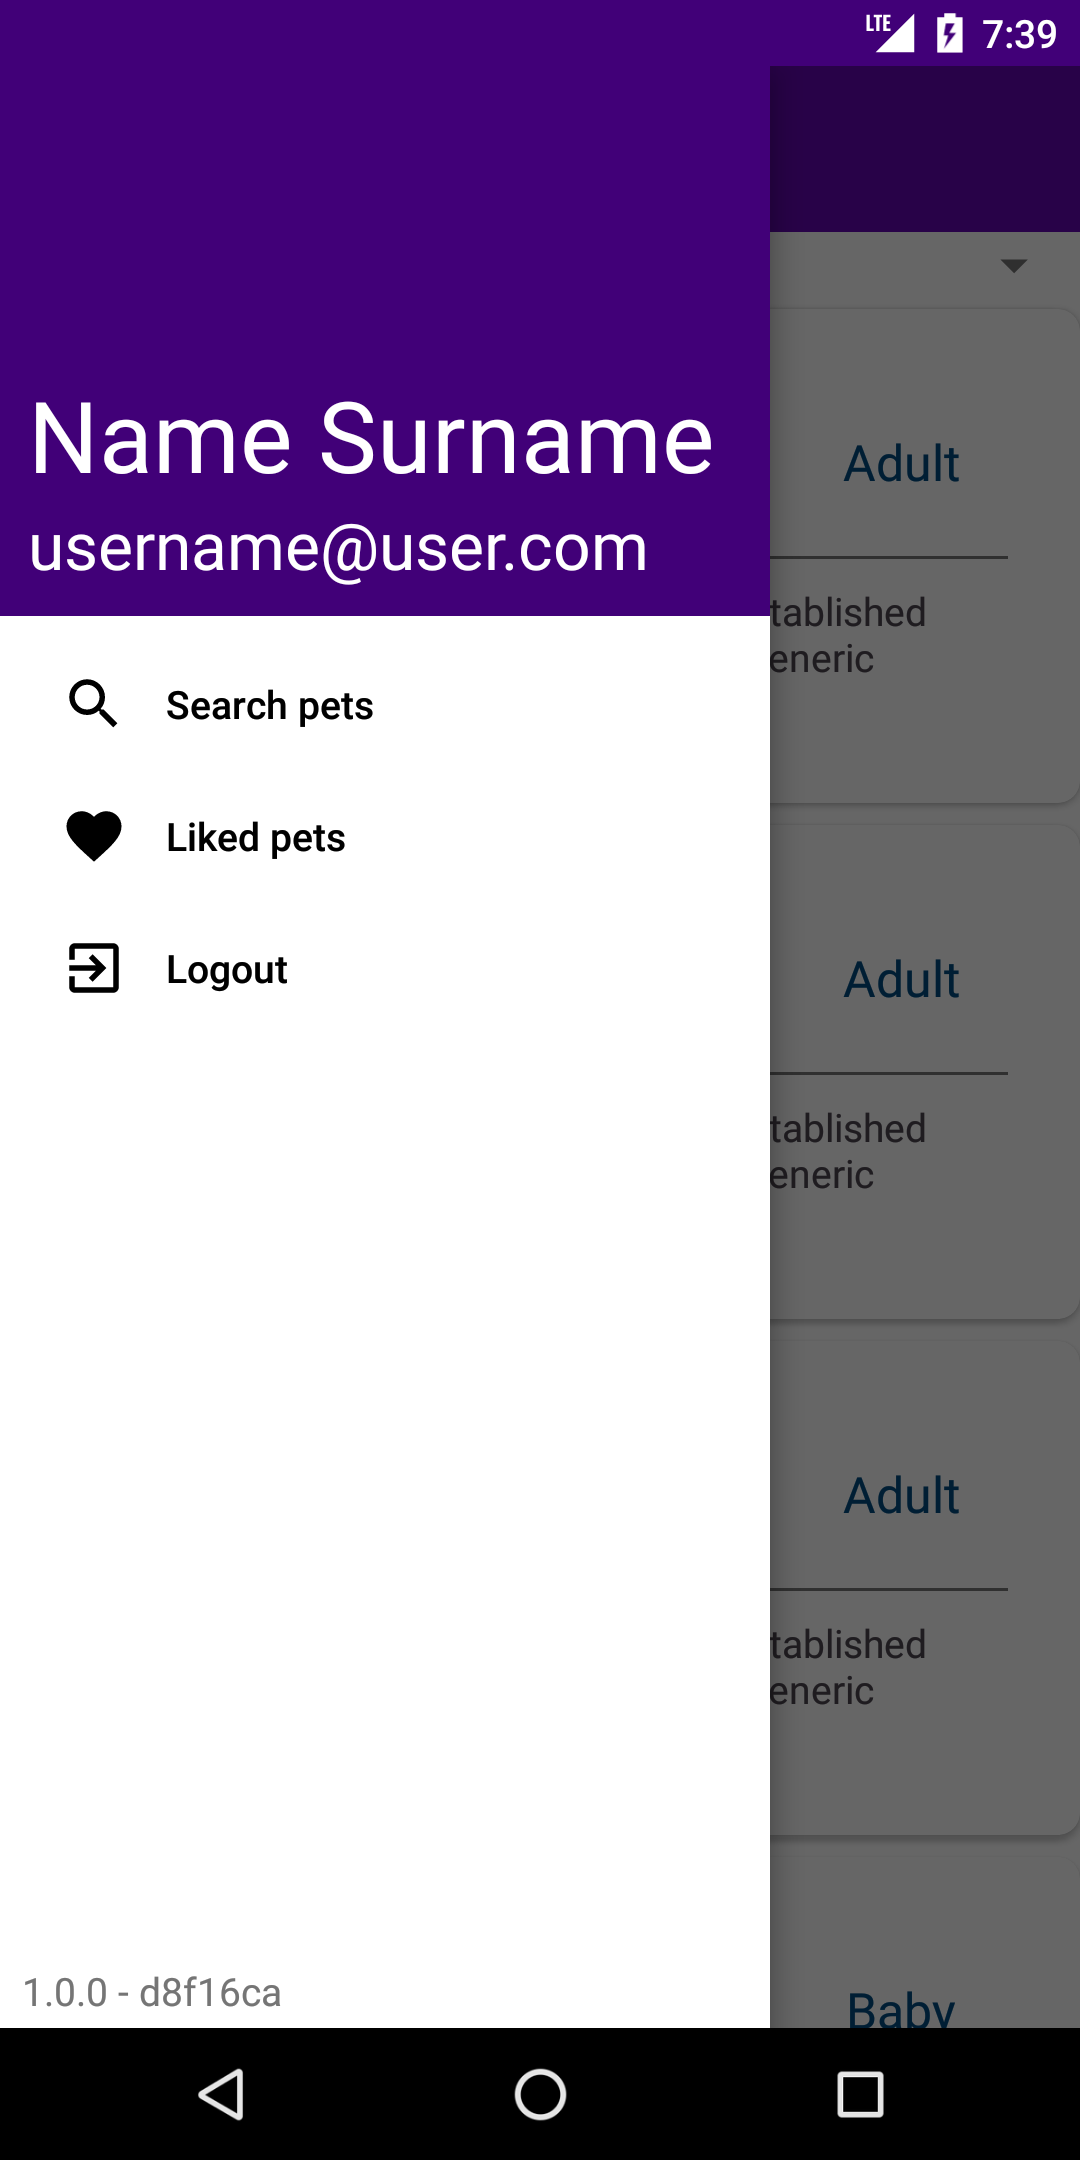 LTE 7:39
Name Surname
username@user.com
Search pets
Liked pets
Logout
Adult
tablished
eneric
Adult
tablished
eneric
Adult
tablished
eneric
Baby
1.0.0 - d8f16ca